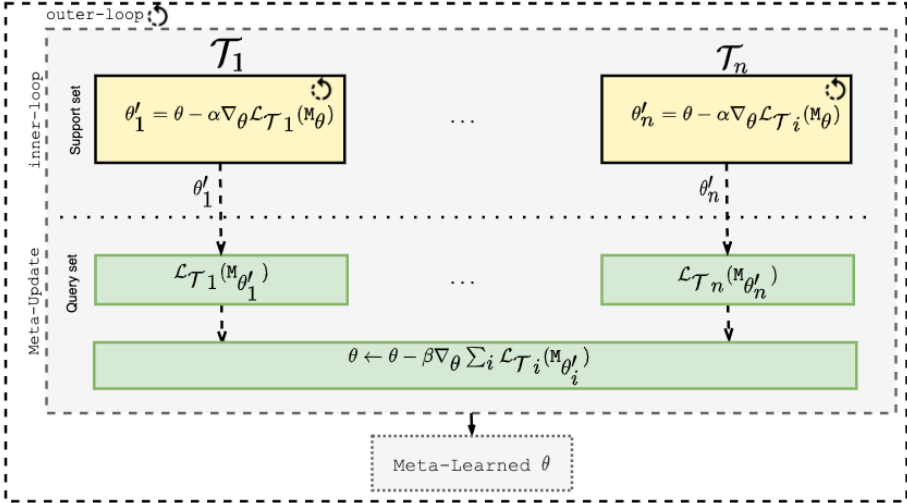 outer-loop
𝒯1 𝒯n
inner-loop
Support set
θ′1 = θ − α∇θℒ𝒯1(Mθ) ... θ′n = θ − α∇θℒ𝒯i(Mθ)
θ′1 θ′n
Meta-Update
Query set
ℒ𝒯1(Mθ′1) ... ℒ𝒯n(Mθ′n)
θ ← θ − β∇θ ∑i ℒ𝒯i(Mθ′i)
Meta-Learned θ